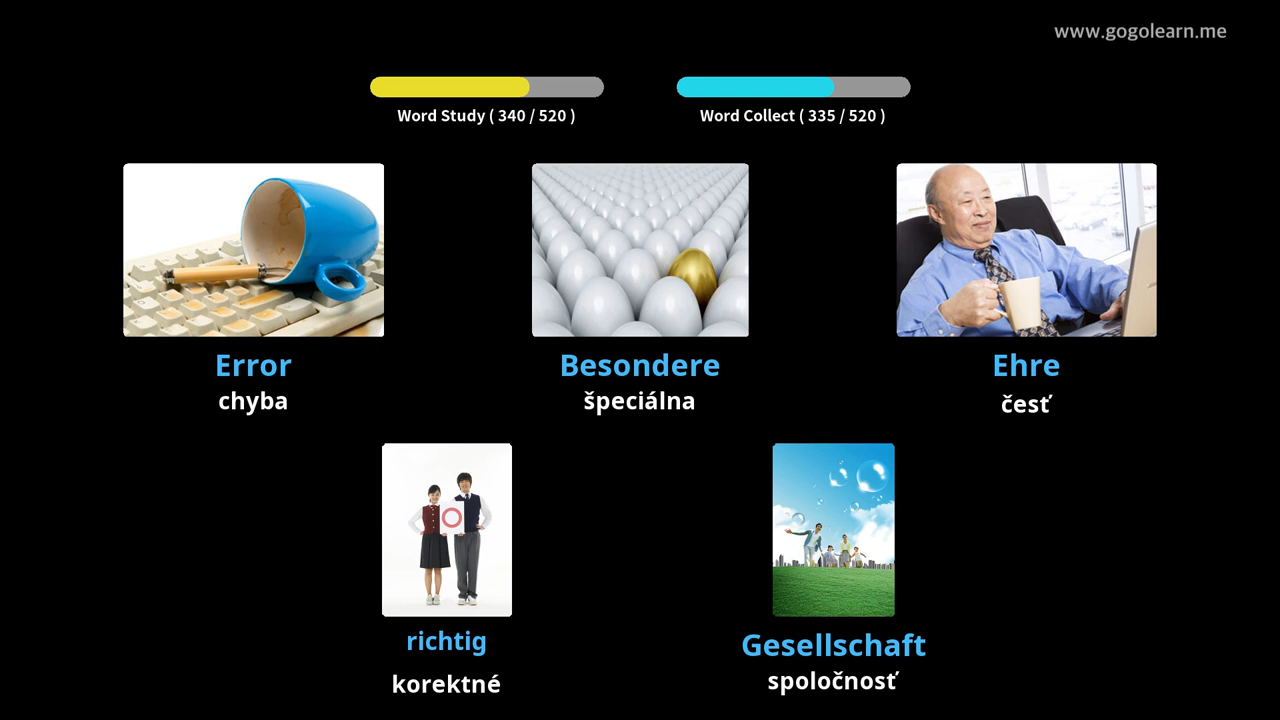 www.gogolearn.me
Word Study ( 340 / 520 )
Word Collect ( 335 / 520 )
Error
chyba
Besondere
špeciálna
Ehre
česť
richtig
korektné
Gesellschaft
spoločnosť